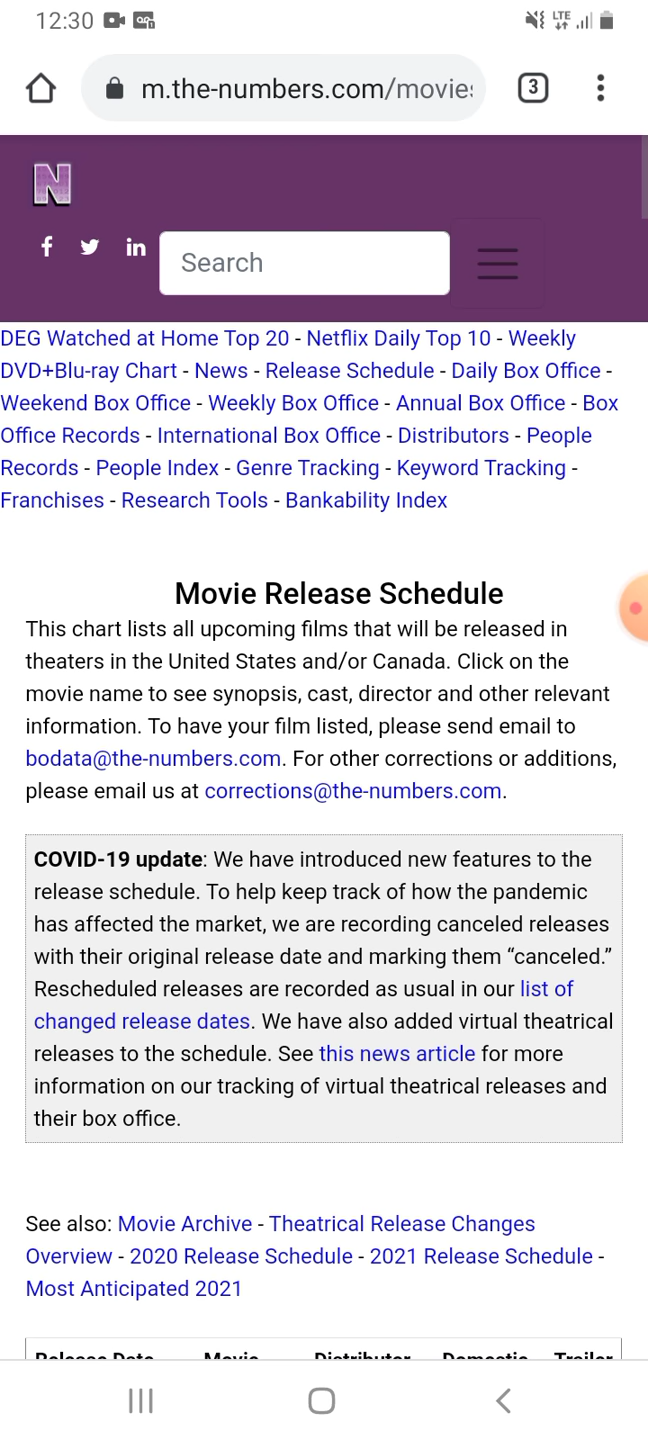 12:30
LTE
m.the-numbers.com/movie
3
N
f in
Search
DEG Watched at Home Top 20 - Netflix Daily Top 10 - Weekly
DVD+Blu-ray Chart - News - Release Schedule - Daily Box Office -
Weekend Box Office - Weekly Box Office - Annual Box Office - Box
Office Records - International Box Office - Distributors - People
Records - People Index - Genre Tracking - Keyword Tracking -
Franchises - Research Tools - Bankability Index
Movie Release Schedule
This chart lists all upcoming films that will be released in
theaters in the United States and/or Canada. Click on the
movie name to see synopsis, cast, director and other relevant
information. To have your film listed, please send email to
bodata@the-numbers.com. For other corrections or additions,
please email us at corrections@the-numbers.com.
COVID-19 update: We have introduced new features to the
release schedule. To help keep track of how the pandemic
has affected the market, we are recording canceled releases
with their original release date and marking them “canceled.”
Rescheduled releases are recorded as usual in our list of
changed release dates. We have also added virtual theatrical
releases to the schedule. See this news article for more
information on our tracking of virtual theatrical releases and
their box office.
See also: Movie Archive - Theatrical Release Changes
Overview - 2020 Release Schedule - 2021 Release Schedule -
Most Anticipated 2021
Release Date Movie Distributor Domestic Trailer